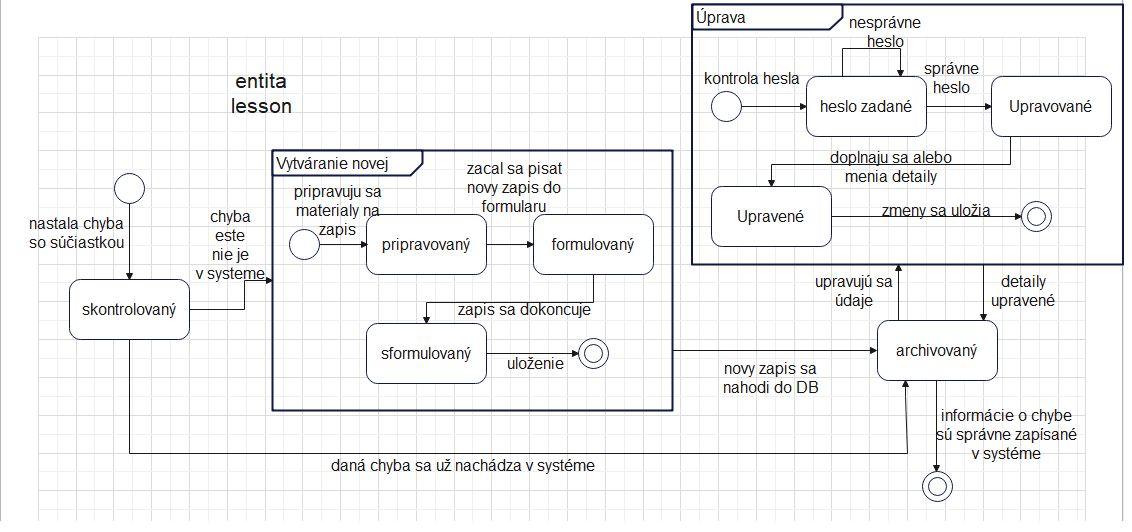 Úprava
nesprávne
heslo
kontrola hesla
správne
heslo
heslo zadané
Upravované
doplnaju sa alebo
menia detaily
Upravené
zmeny sa uložia
entita
lesson
Vytváranie novej
pripravuju sa
materialy na
zapis
zacal sa pisat
novy zapis do
formularu
pripravovaný
formulovaný
zapis sa dokoncuje
sformulovaný
uloženie
nastala chyba
so súčiastkou
chyba
este
nie je
v systeme
skontrolovaný
upravujú sa
údaje
detaily
upravené
archivovaný
novy zapis sa
nahodi do DB
informácie o chybe
sú správne zapísané
v systéme
daná chyba sa už nachádza v systéme